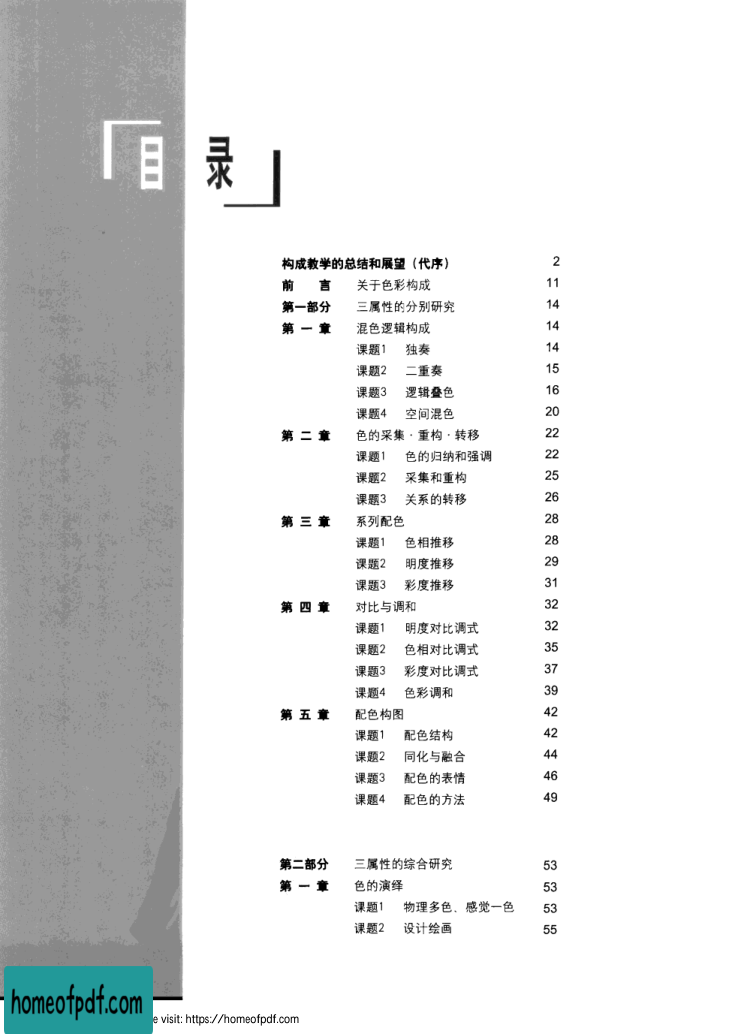 目 录
构成教学的总结和展望（代序） 2
前 言 关于色彩构成 11
第一部分 三属性的分别研究 14
第 一 章 混色逻辑构成 14
课题1 独奏 14
课题2 二重奏 15
课题3 逻辑叠色 16
课题4 空间混色 20
第 二 章 色的采集·重构·转移 22
课题1 色的归纳和强调 22
课题2 采集和重构 25
课题3 关系的转移 26
第 三 章 系列配色 28
课题1 色相推移 28
课题2 明度推移 29
课题3 彩度推移 31
第 四 章 对比与调和 32
课题1 明度对比调式 32
课题2 色相对比调式 35
课题3 彩度对比调式 37
课题4 色彩调和 39
第 五 章 配色构图 42
课题1 配色结构 42
课题2 同化与融合 44
课题3 配色的表情 46
课题4 配色的方法 49
第二部分 三属性的综合研究 53
第 一 章 色的演绎 53
课题1 物理多色、感觉一色 53
课题2 设计绘画 55
homeofpdf.com
e visit: https://homeofpdf.com